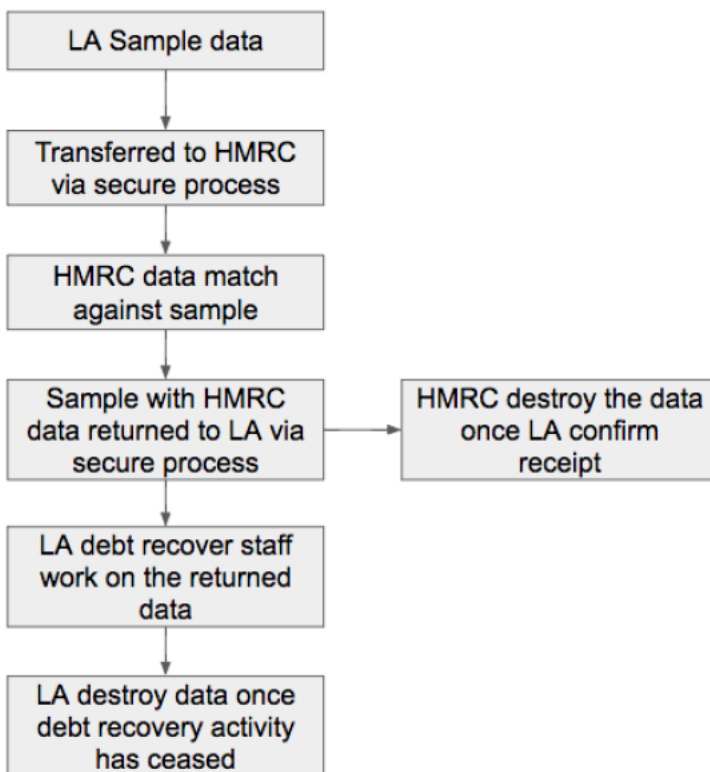 LA Sample data
Transferred to HMRC
via secure process
HMRC data match
against sample
Sample with HMRC
data returned to LA via
secure process
HMRC destroy the data
once LA confirm
receipt
LA debt recover staff
work on the returned
data
LA destroy data once
debt recovery activity
has ceased